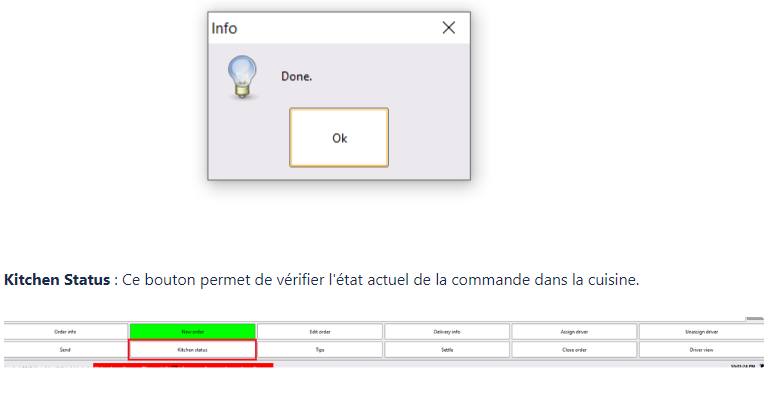 Info
Done.
Ok
Kitchen Status : Ce bouton permet de vérifier l'état actuel de la commande dans la cuisine.
Order info New order Edit order Delivery info Assign driver Unassign driver
Send Kitchen status Tips Settle Close order Driver view